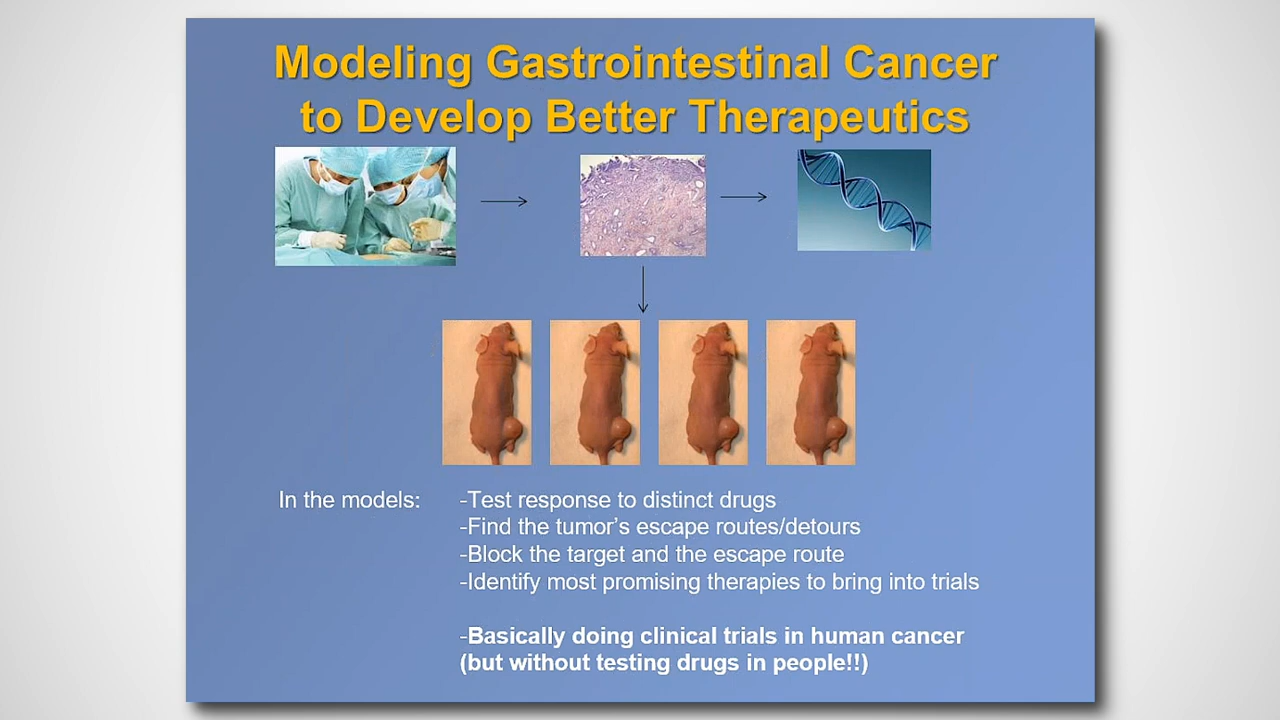 Modeling Gastrointestinal Cancer
to Develop Better Therapeutics
In the models:
-Test response to distinct drugs
-Find the tumor’s escape routes/detours
-Block the target and the escape route
-Identify most promising therapies to bring into trials
-Basically doing clinical trials in human cancer
(but without testing drugs in people!!)